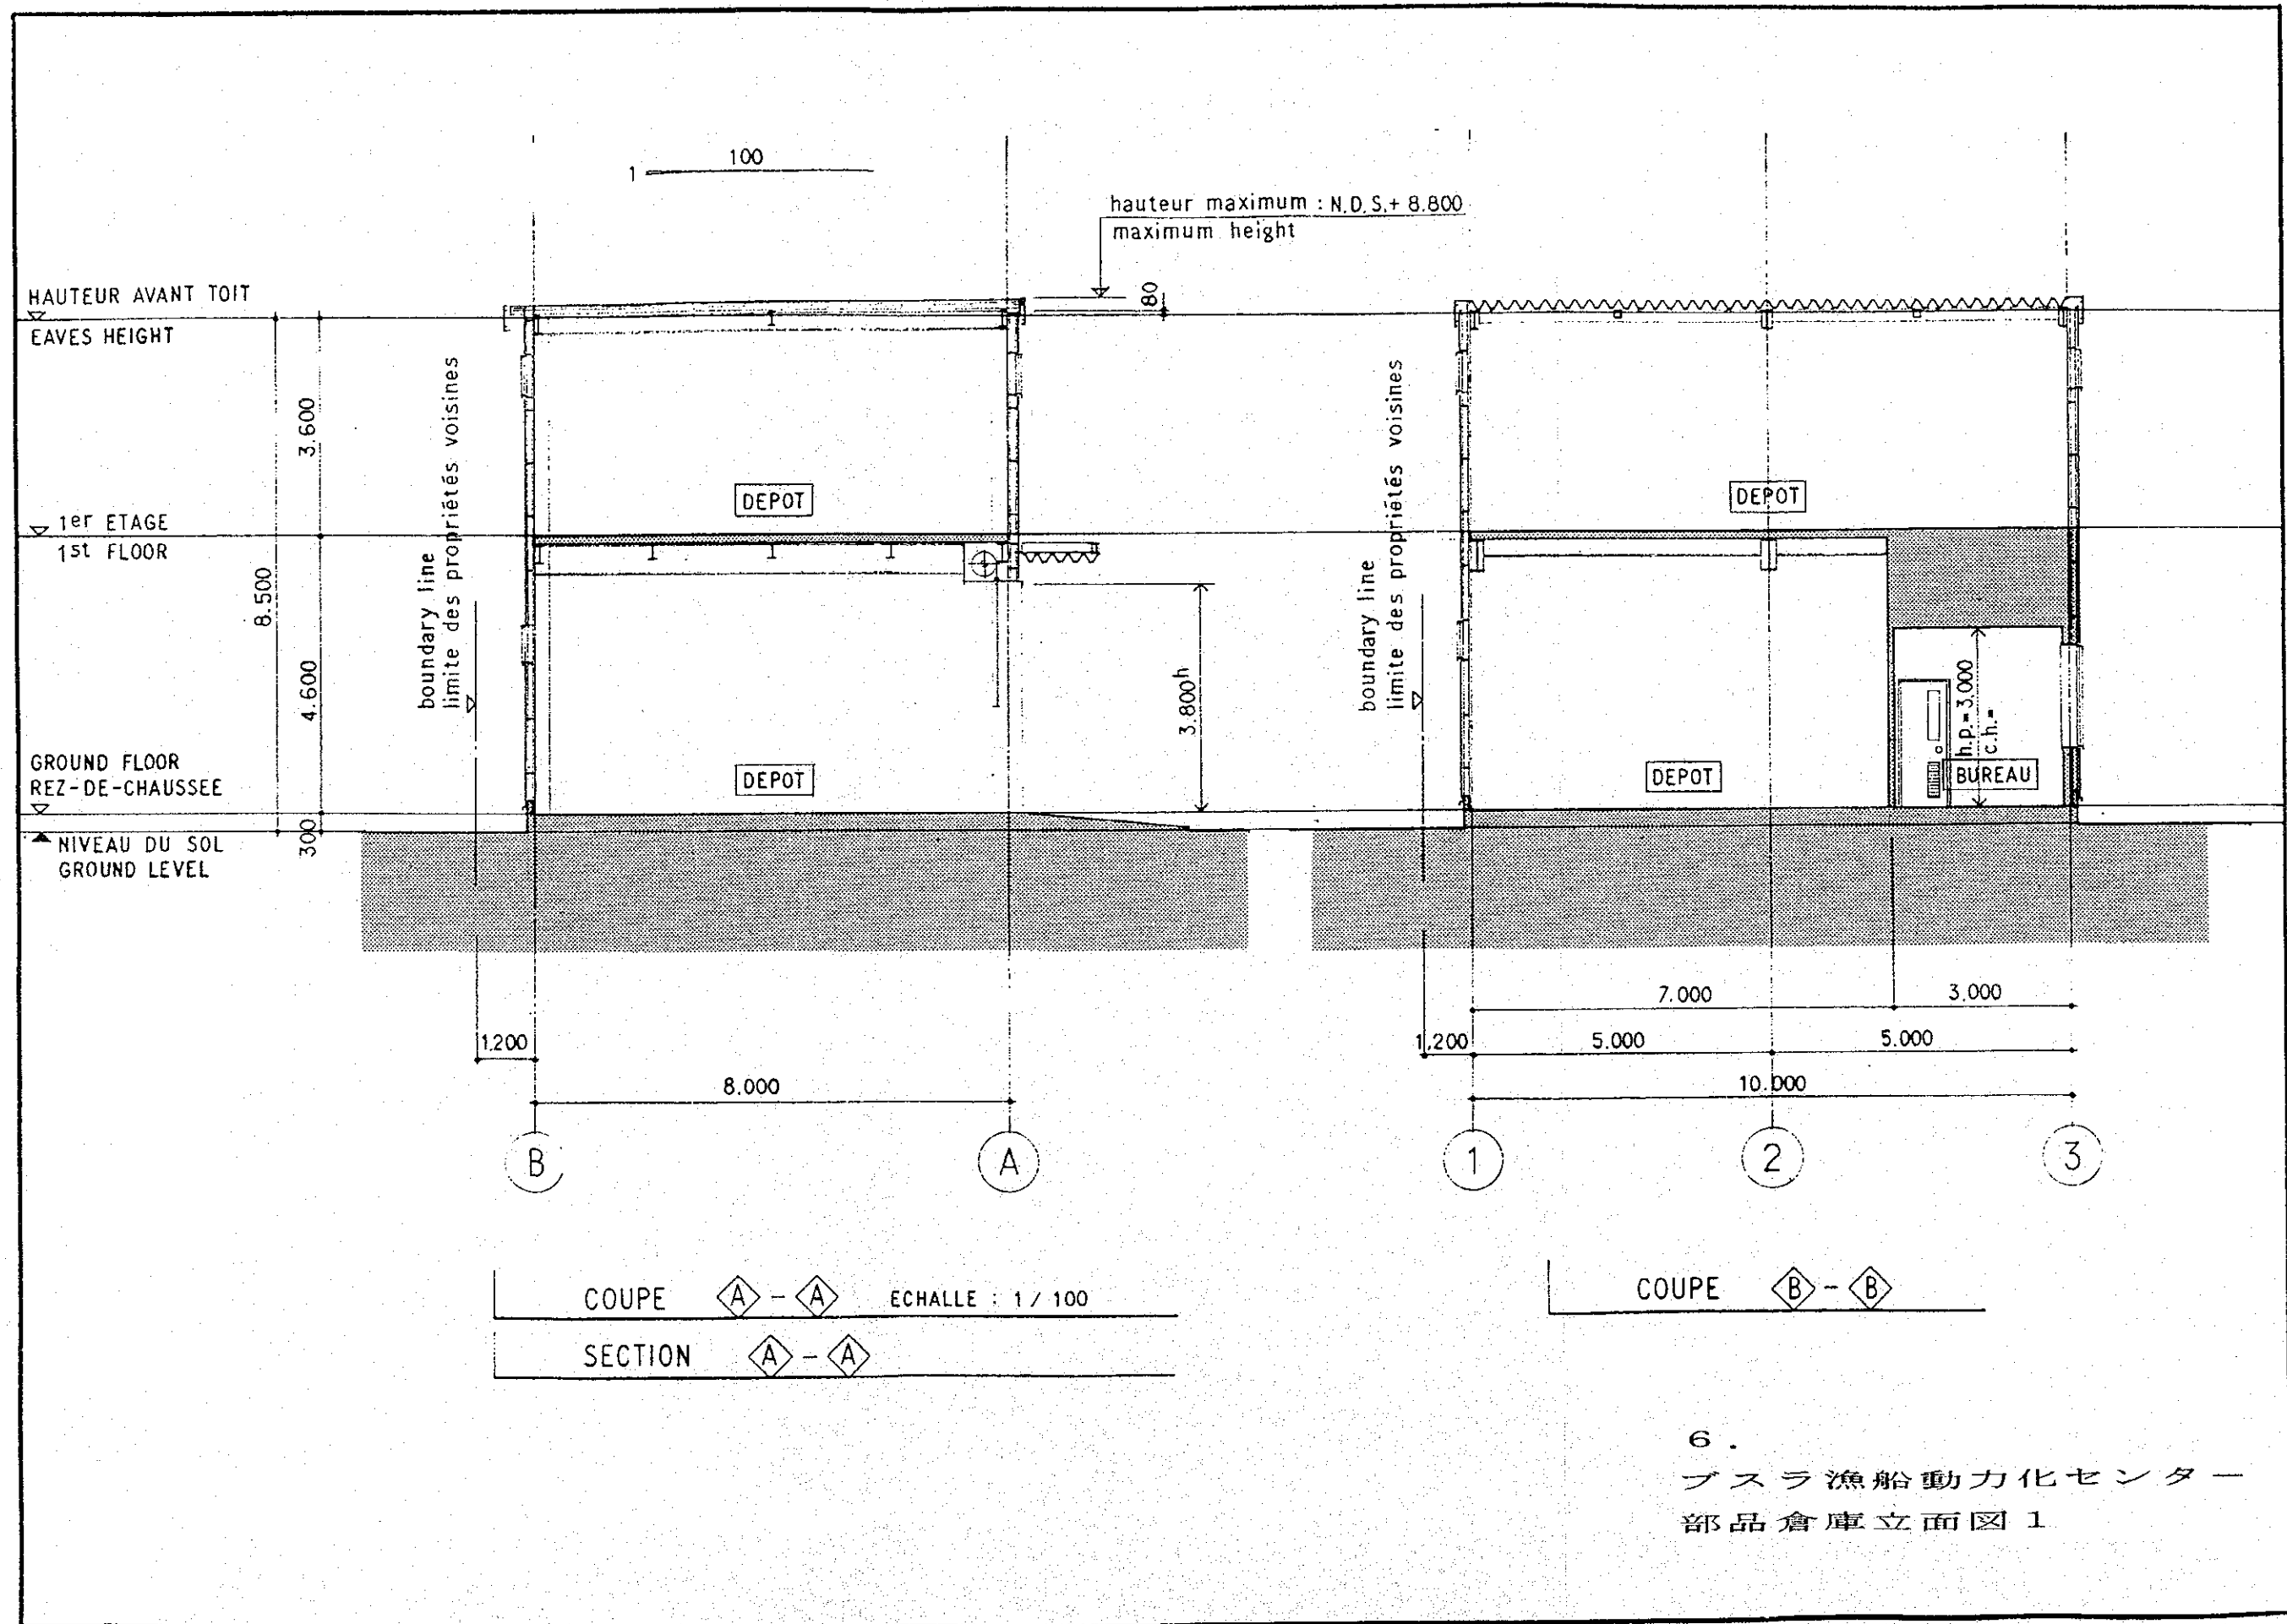 1 100
hauteur maximum : N.D.S.+ 8.800
maximum height
80
HAUTEUR AVANT TOIT
EAVES HEIGHT
3.600
1er ETAGE
1st FLOOR
8.500
4.600
GROUND FLOOR
REZ-DE-CHAUSSEE
300
NIVEAU DU SOL
GROUND LEVEL
boundary line
limite des propriétés voisines
DEPOT
DEPOT
3.800h
boundary line
limite des propriétés voisines
DEPOT
DEPOT
h.p.=3.000
c.h.=
BUREAU
1.200
8.000
B
A
7.000
3.000
1.200
5.000
5.000
10.000
1
2
3
COUPE A - A ECHALLE : 1 / 100
SECTION A - A
COUPE B - B
6.
ブスラ漁船動力化センター
部品倉庫立面図1